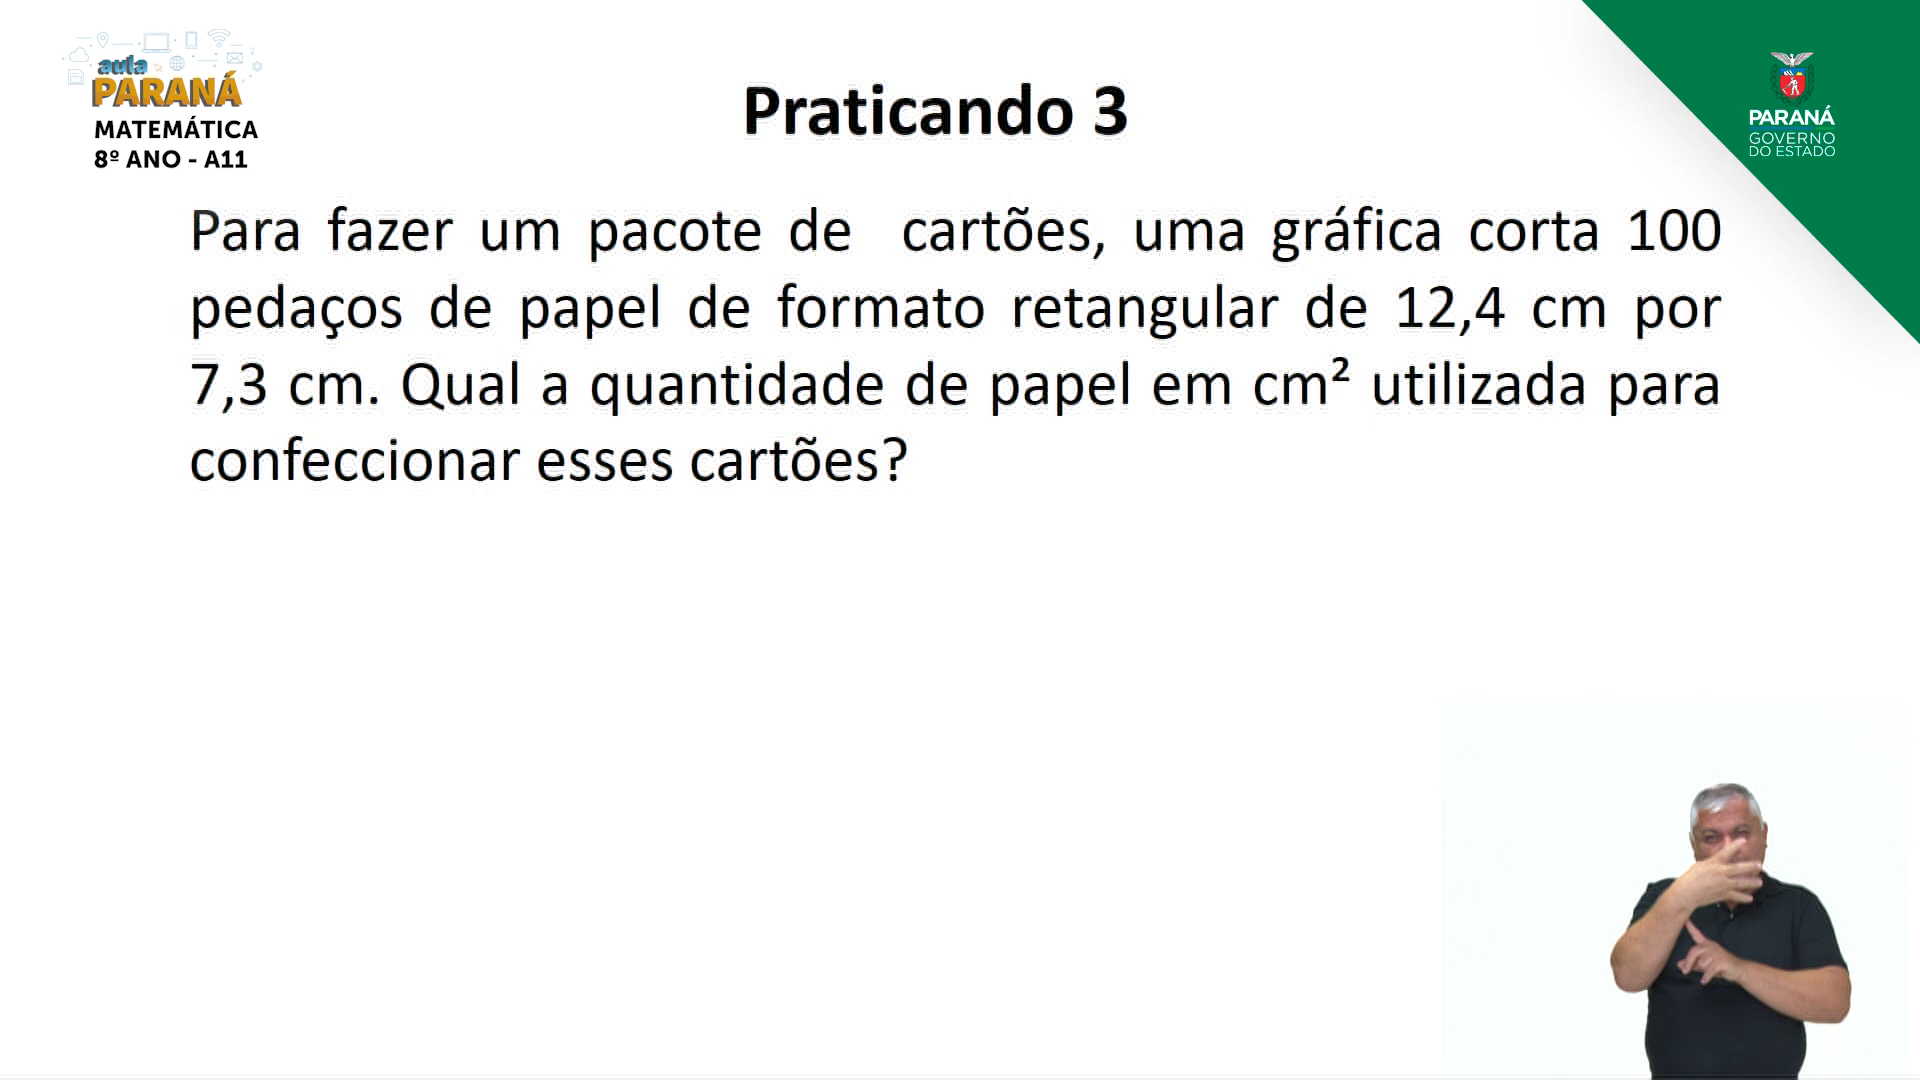 aula
PARANÁ
MATEMÁTICA
8º ANO - A11
Praticando 3
PARANÁ
GOVERNO
DO ESTADO
Para fazer um pacote de cartões, uma gráfica corta 100
pedaços de papel de formato retangular de 12,4 cm por
7,3 cm. Qual a quantidade de papel em cm² utilizada para
confeccionar esses cartões?